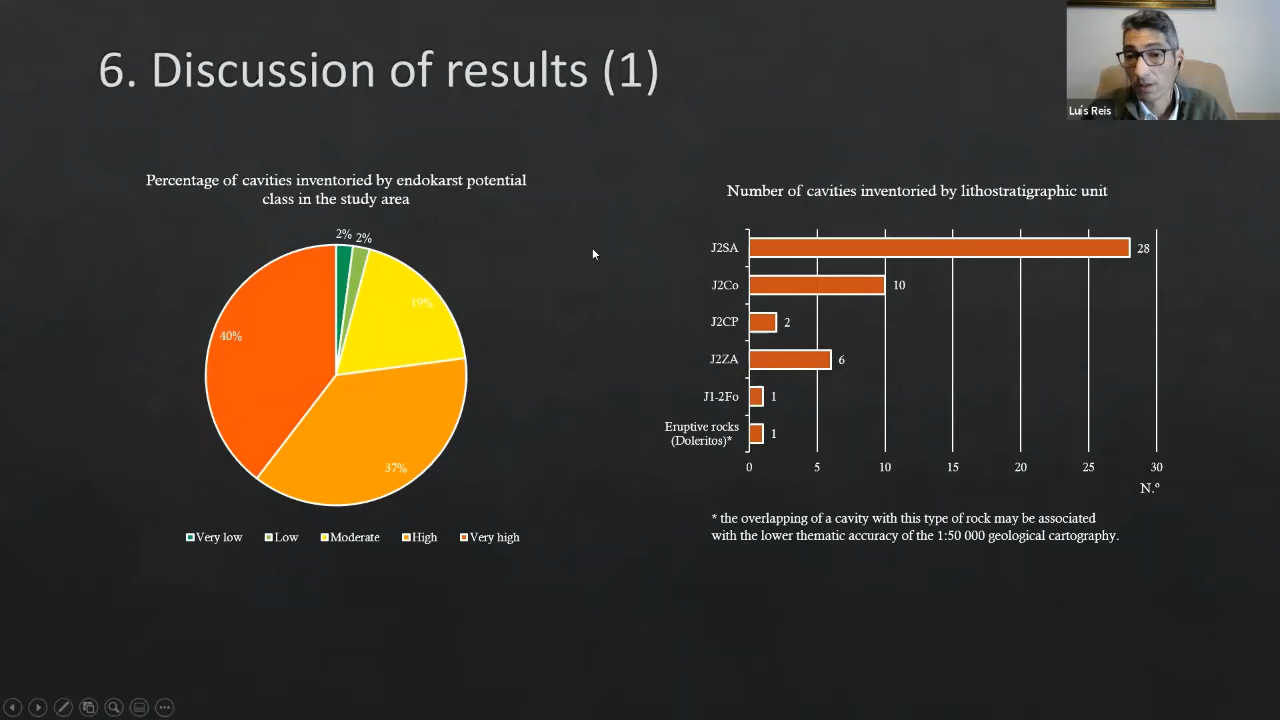 6. Discussion of results (1)
Luís Reis
Percentage of cavities inventoried by endokarst potential
class in the study area
2%
2%
19%
40%
37%
Very low
Low
Moderate
High
Very high
Number of cavities inventoried by lithostratigraphic unit
J2SA
28
J2Co
10
J2CP
2
J2ZA
6
J1-2Fo
1
Eruptive rocks
(Doleritos)*
1
0
5
10
15
20
25
30
N.º
* the overlapping of a cavity with this type of rock may be associated
with the lower thematic accuracy of the 1:50 000 geological cartography.